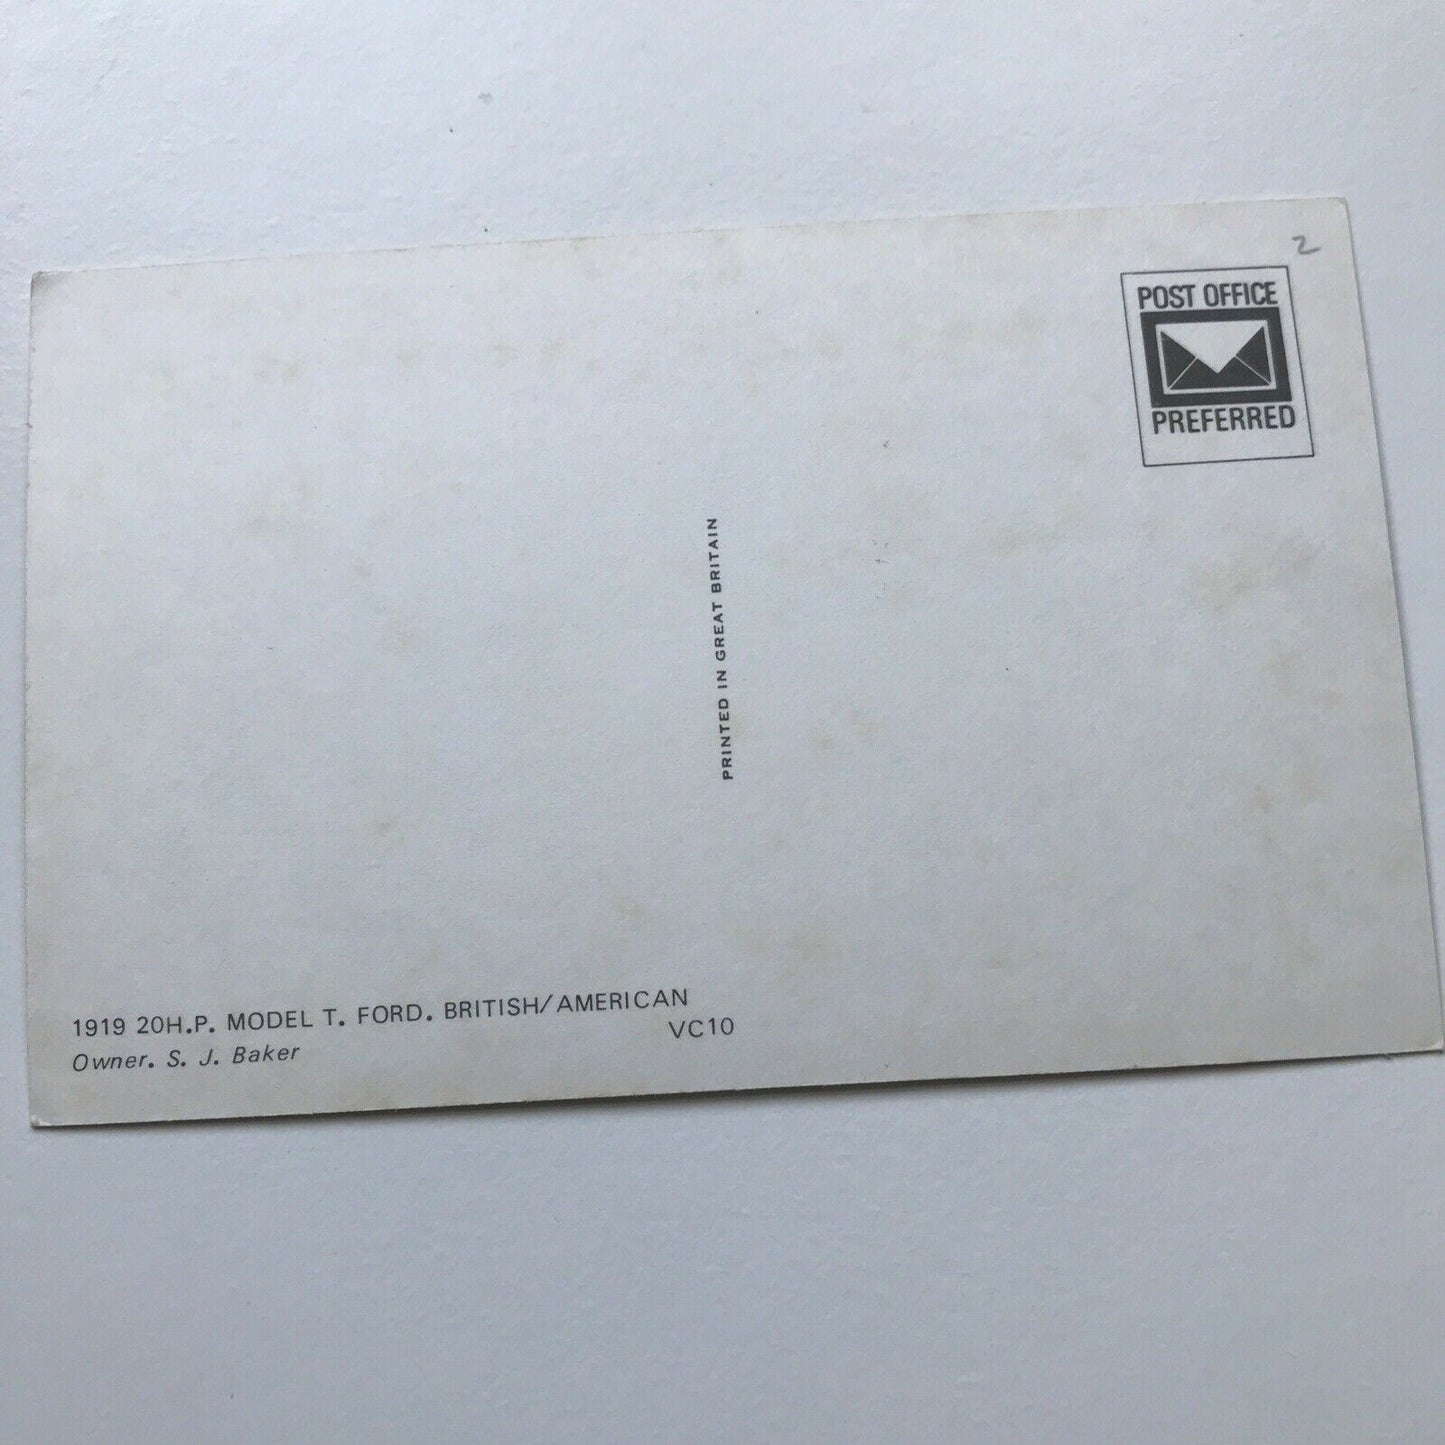 2
POST OFFICE
PREFERRED
PRINTED IN GREAT BRITAIN
1919 20H.P. MODEL T. FORD. BRITISH/AMERICAN
VC10
Owner. S. J. Baker